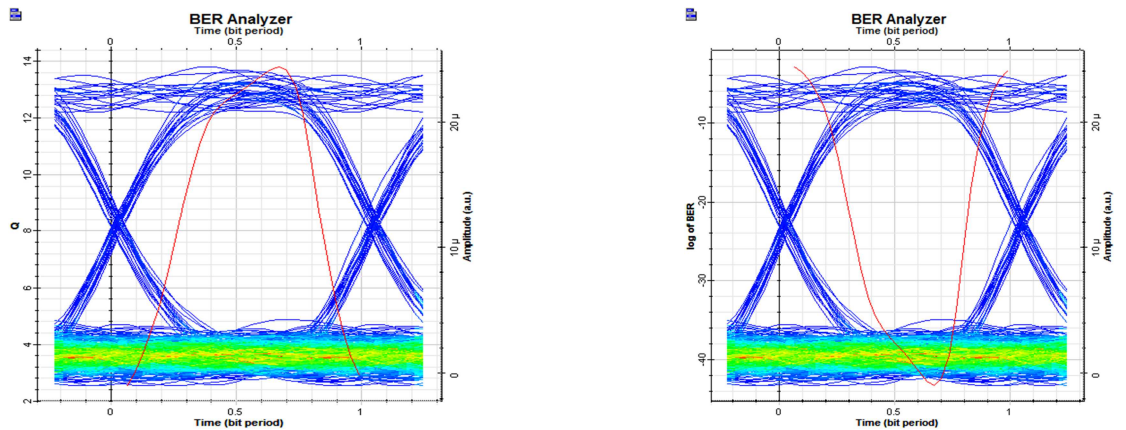 BER Analyzer
Time (bit period)
0 0.5 1
14
12
10
8
6
4
2
Q
20 µ
10 µ
0
Amplitude (a.u.)
0 0.5 1
Time (bit period)
BER Analyzer
Time (bit period)
0 0.5 1
-10
-20
-30
-40
log of BER
20 µ
10 µ
0
Amplitude (a.u.)
0 0.5 1
Time (bit period)